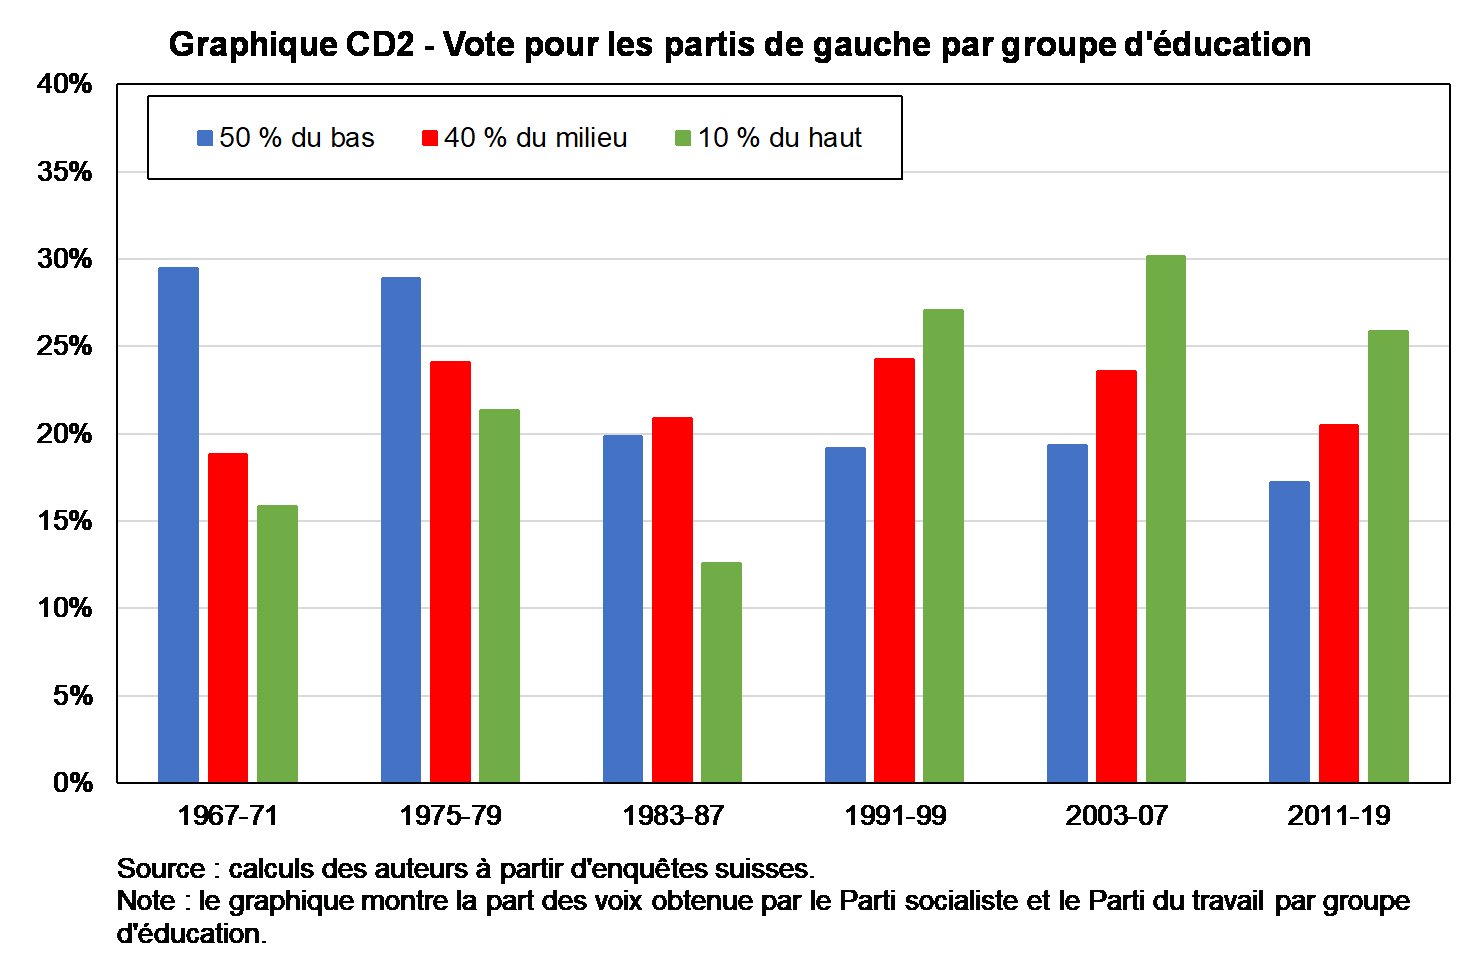 Graphique CD2 - Vote pour les partis de gauche par groupe d'éducation
40%
50 % du bas 40 % du milieu 10 % du haut
35%
30%
25%
20%
15%
10%
5%
0%
1967-71 1975-79 1983-87 1991-99 2003-07 2011-19
Source : calculs des auteurs à partir d'enquêtes suisses.
Note : le graphique montre la part des voix obtenue par le Parti socialiste et le Parti du travail par groupe
d'éducation.